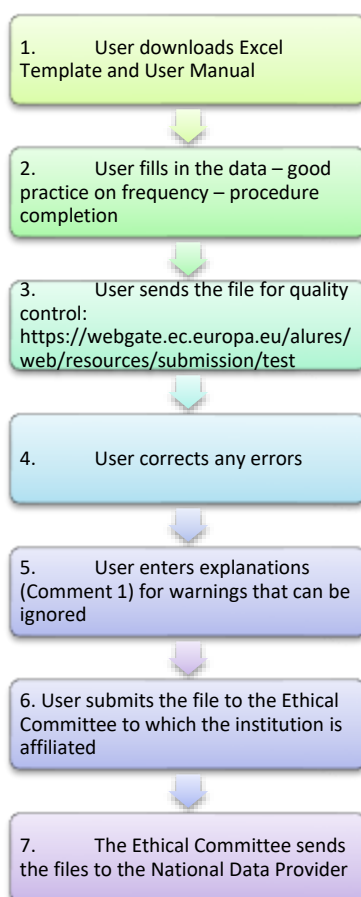 1. User downloads Excel
Template and User Manual
2. User fills in the data – good
practice on frequency – procedure
completion
3. User sends the file for quality
control:
https://webgate.ec.europa.eu/alures/
web/resources/submission/test
4. User corrects any errors
5. User enters explanations
(Comment 1) for warnings that can be
ignored
6. User submits the file to the Ethical
Committee to which the institution is
affiliated
7. The Ethical Committee sends
the files to the National Data Provider